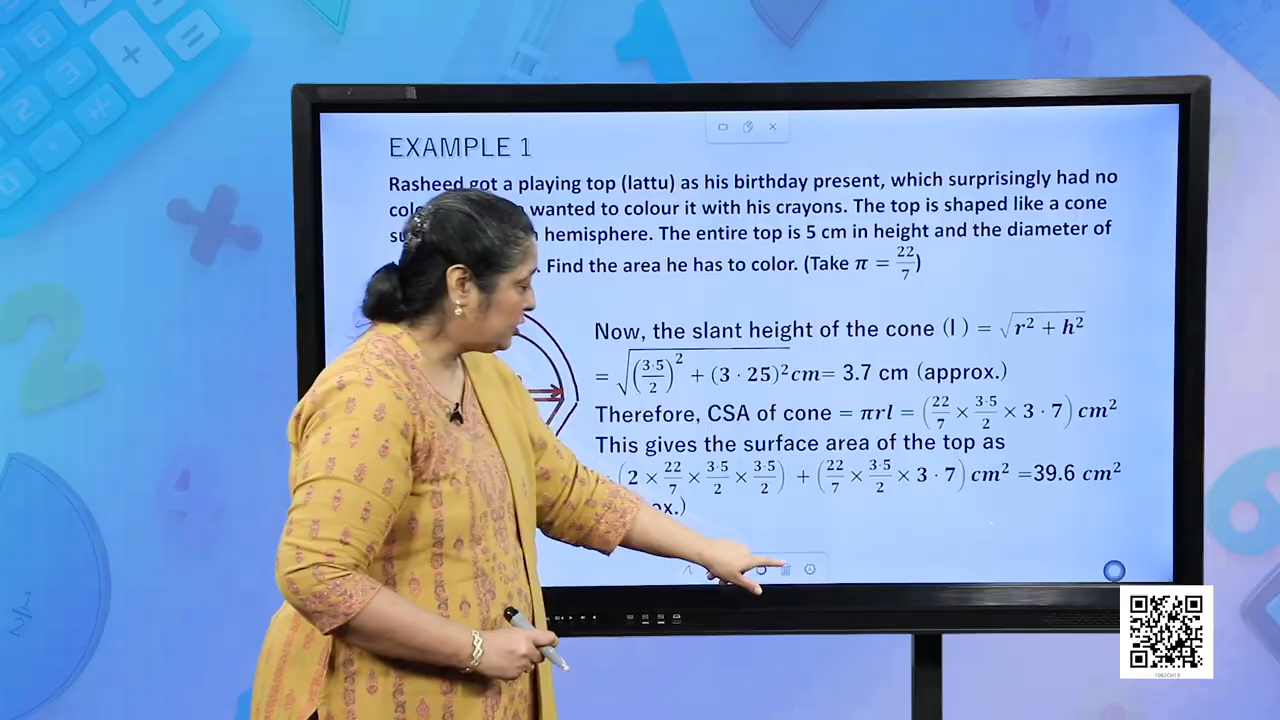 EXAMPLE 1
Rasheed got a playing top (lattu) as his birthday present, which surprisingly had no
wanted to colour it with his crayons. The top is shaped like a cone
hemisphere. The entire top is 5 cm in height and the diameter of
. Find the area he has to color. (Take π = 22/7)
Now, the slant height of the cone (l) = √(r² + h²)
= √((3·5/2)² + (3·25)²) cm= 3.7 cm (approx.)
Therefore, CSA of cone = πrl = (22/7 × 3·5/2 × 3·7) cm²
This gives the surface area of the top as
(2 × 22/7 × 3·5/2 × 3·5/2) + (22/7 × 3·5/2 × 3·7) cm² =39.6 cm²
1062CH12